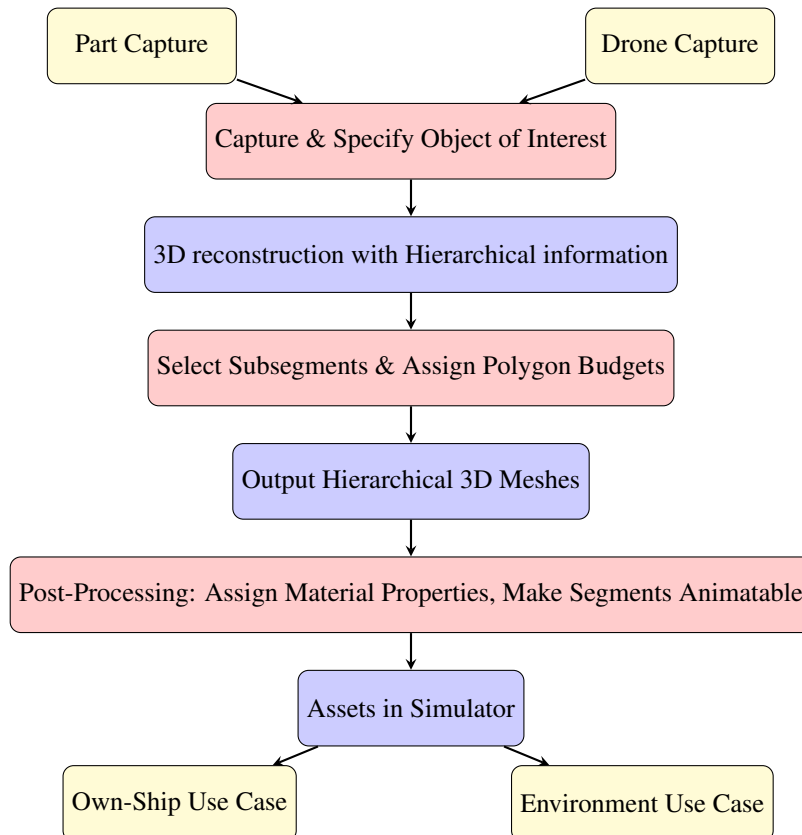 Part Capture
Drone Capture
Capture & Specify Object of Interest
3D reconstruction with Hierarchical information
Select Subsegments & Assign Polygon Budgets
Output Hierarchical 3D Meshes
Post-Processing: Assign Material Properties, Make Segments Animatable
Assets in Simulator
Own-Ship Use Case
Environment Use Case